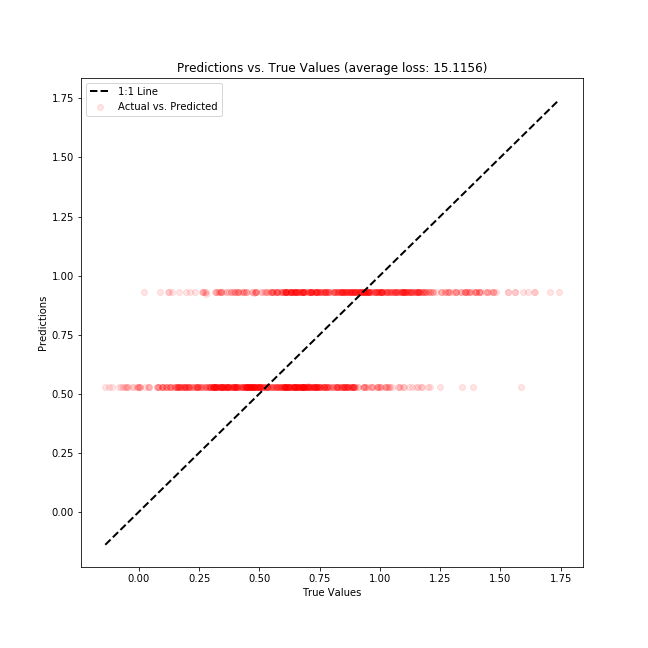 Predictions vs. True Values (average loss: 15.1156)
1:1 Line
Actual vs. Predicted
1.75
1.50
1.25
1.00
0.75
0.50
0.25
0.00
Predictions
0.00 0.25 0.50 0.75 1.00 1.25 1.50 1.75
True Values